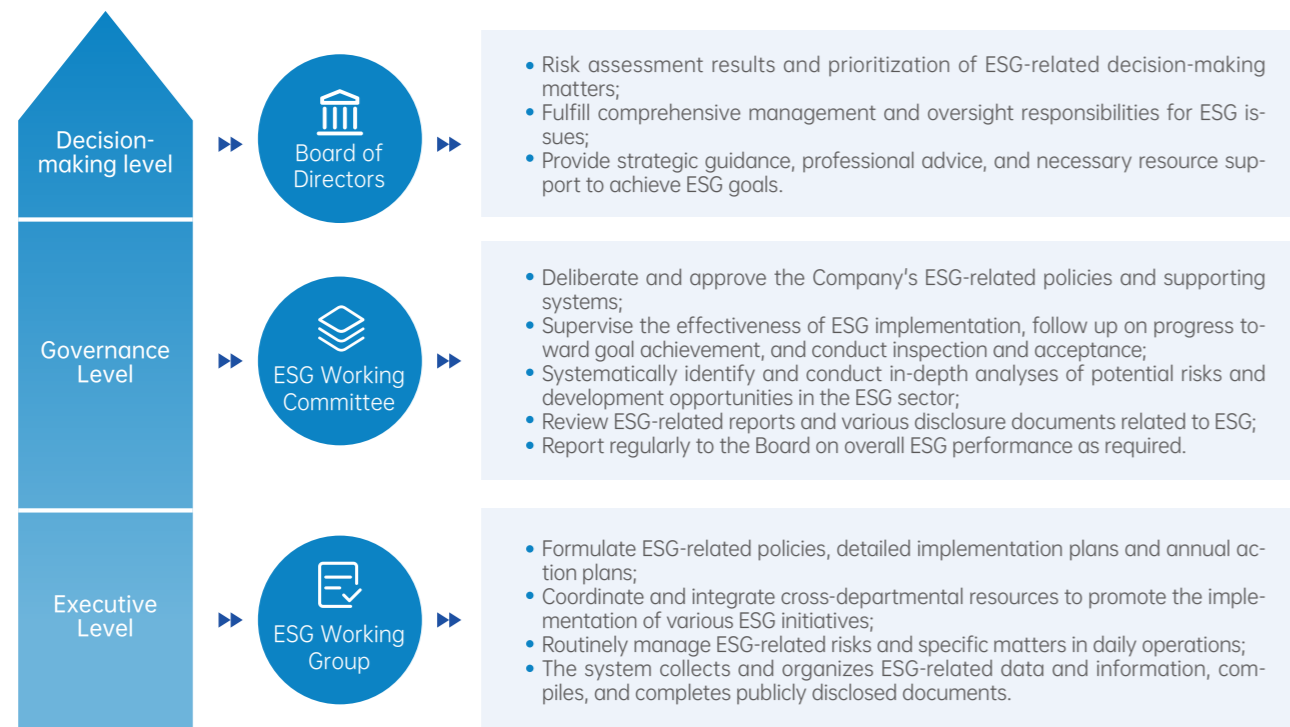 Decision-
making level
Board of
Directors
• Risk assessment results and prioritization of ESG-related decision-making
matters;
• Fulfill comprehensive management and oversight responsibilities for ESG is-
sues;
• Provide strategic guidance, professional advice, and necessary resource sup-
port to achieve ESG goals.
Governance
Level
ESG Working
Committee
• Deliberate and approve the Company's ESG-related policies and supporting
systems;
• Supervise the effectiveness of ESG implementation, follow up on progress to-
ward goal achievement, and conduct inspection and acceptance;
• Systematically identify and conduct in-depth analyses of potential risks and
development opportunities in the ESG sector;
• Review ESG-related reports and various disclosure documents related to ESG;
• Report regularly to the Board on overall ESG performance as required.
Executive
Level
ESG Working
Group
• Formulate ESG-related policies, detailed implementation plans and annual ac-
tion plans;
• Coordinate and integrate cross-departmental resources to promote the imple-
mentation of various ESG initiatives;
• Routinely manage ESG-related risks and specific matters in daily operations;
• The system collects and organizes ESG-related data and information, com-
piles, and completes publicly disclosed documents.